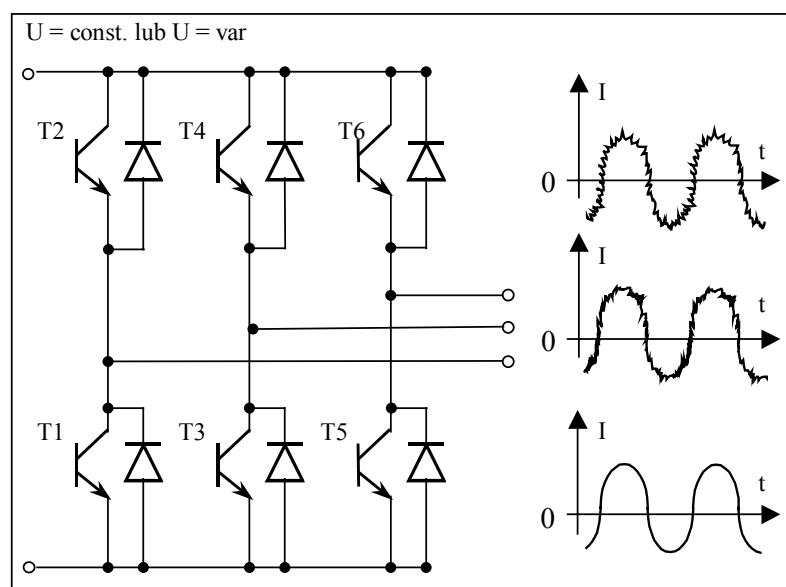 U = const. lub U = var
T2
T4
T6
T1
T3
T5
I
t
0
I
t
0
I
t
0